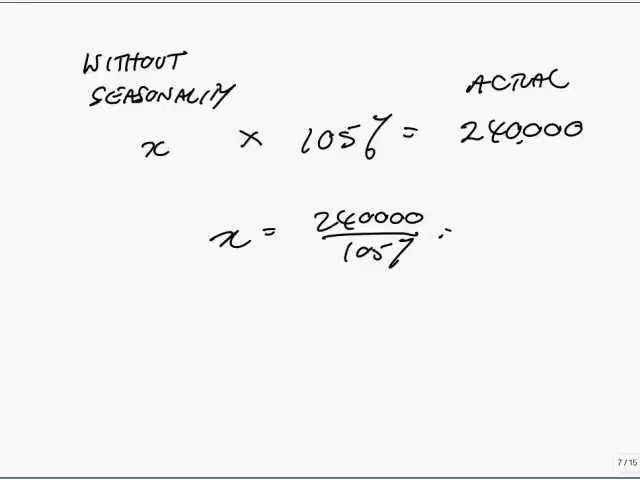 WITHOUT
SEASONALITY
ACTUAL
x × 105% = 240,000
x = 240000 / 105% =
7 / 15